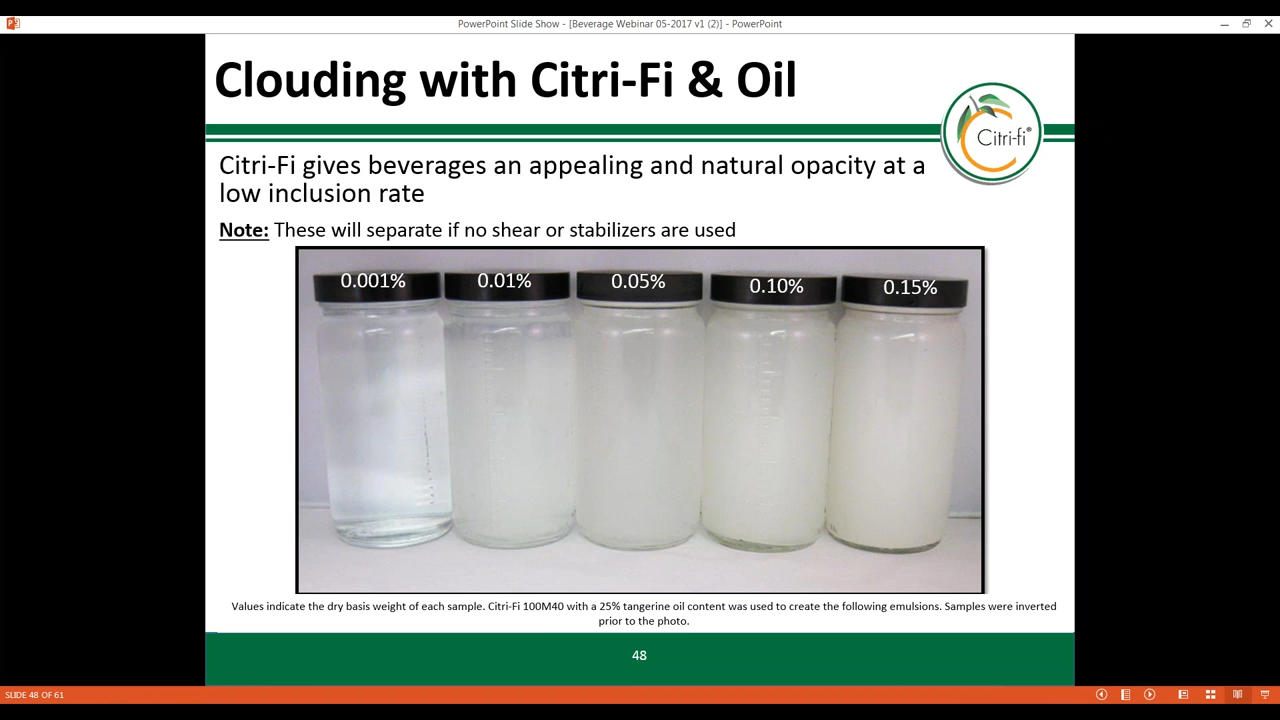 PowerPoint Slide Show - [Beverage Webinar 05-2017 v1 (2)] - PowerPoint
Clouding with Citri-Fi & Oil
Citri-fi®
Citri-Fi gives beverages an appealing and natural opacity at a
low inclusion rate
Note: These will separate if no shear or stabilizers are used
0.001% 0.01% 0.05% 0.10% 0.15%
Values indicate the dry basis weight of each sample. Citri-Fi 100M40 with a 25% tangerine oil content was used to create the following emulsions. Samples were inverted
prior to the photo.
48
SLIDE 48 OF 61